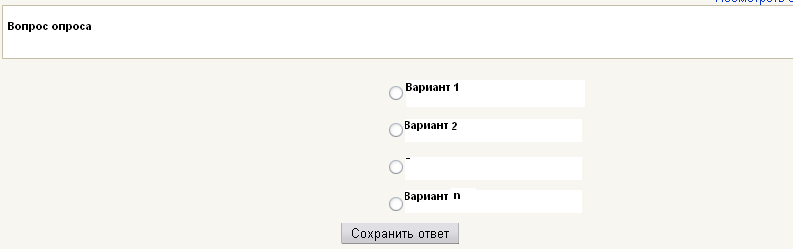 Вопрос опроса
Вариант 1
Вариант 2
-
Вариант n
Сохранить ответ